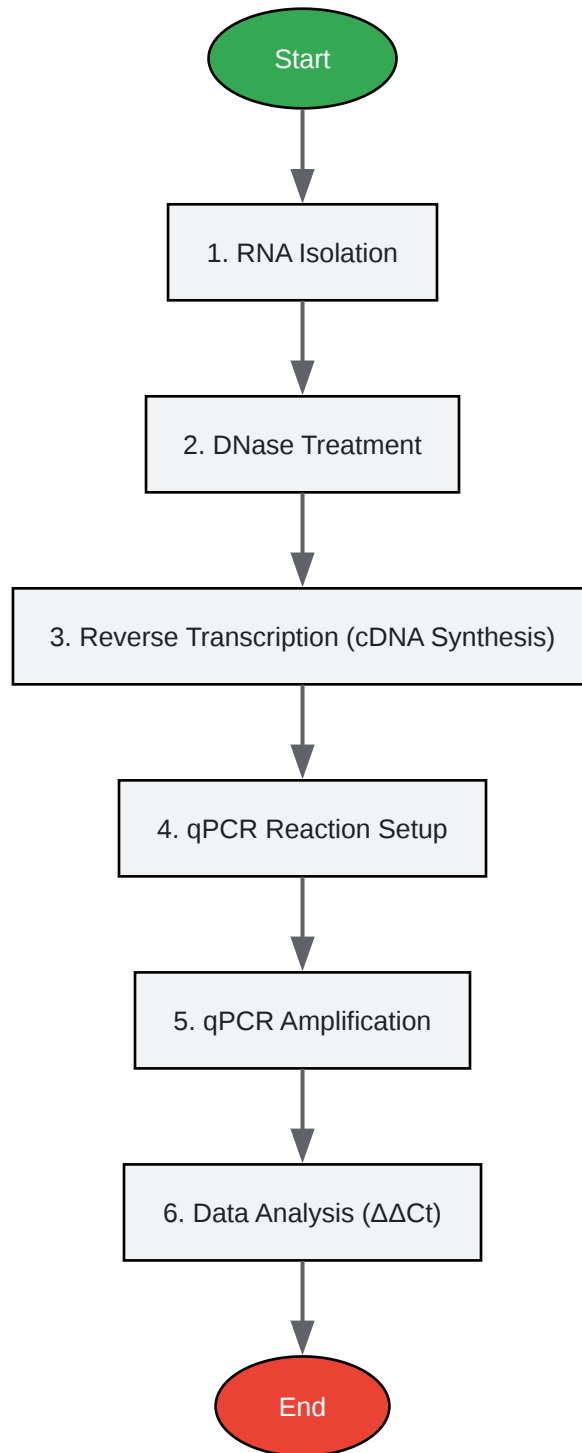 Start
1. RNA Isolation
2. DNase Treatment
3. Reverse Transcription (cDNA Synthesis)
4. qPCR Reaction Setup
5. qPCR Amplification
6. Data Analysis (ΔΔCt)
End